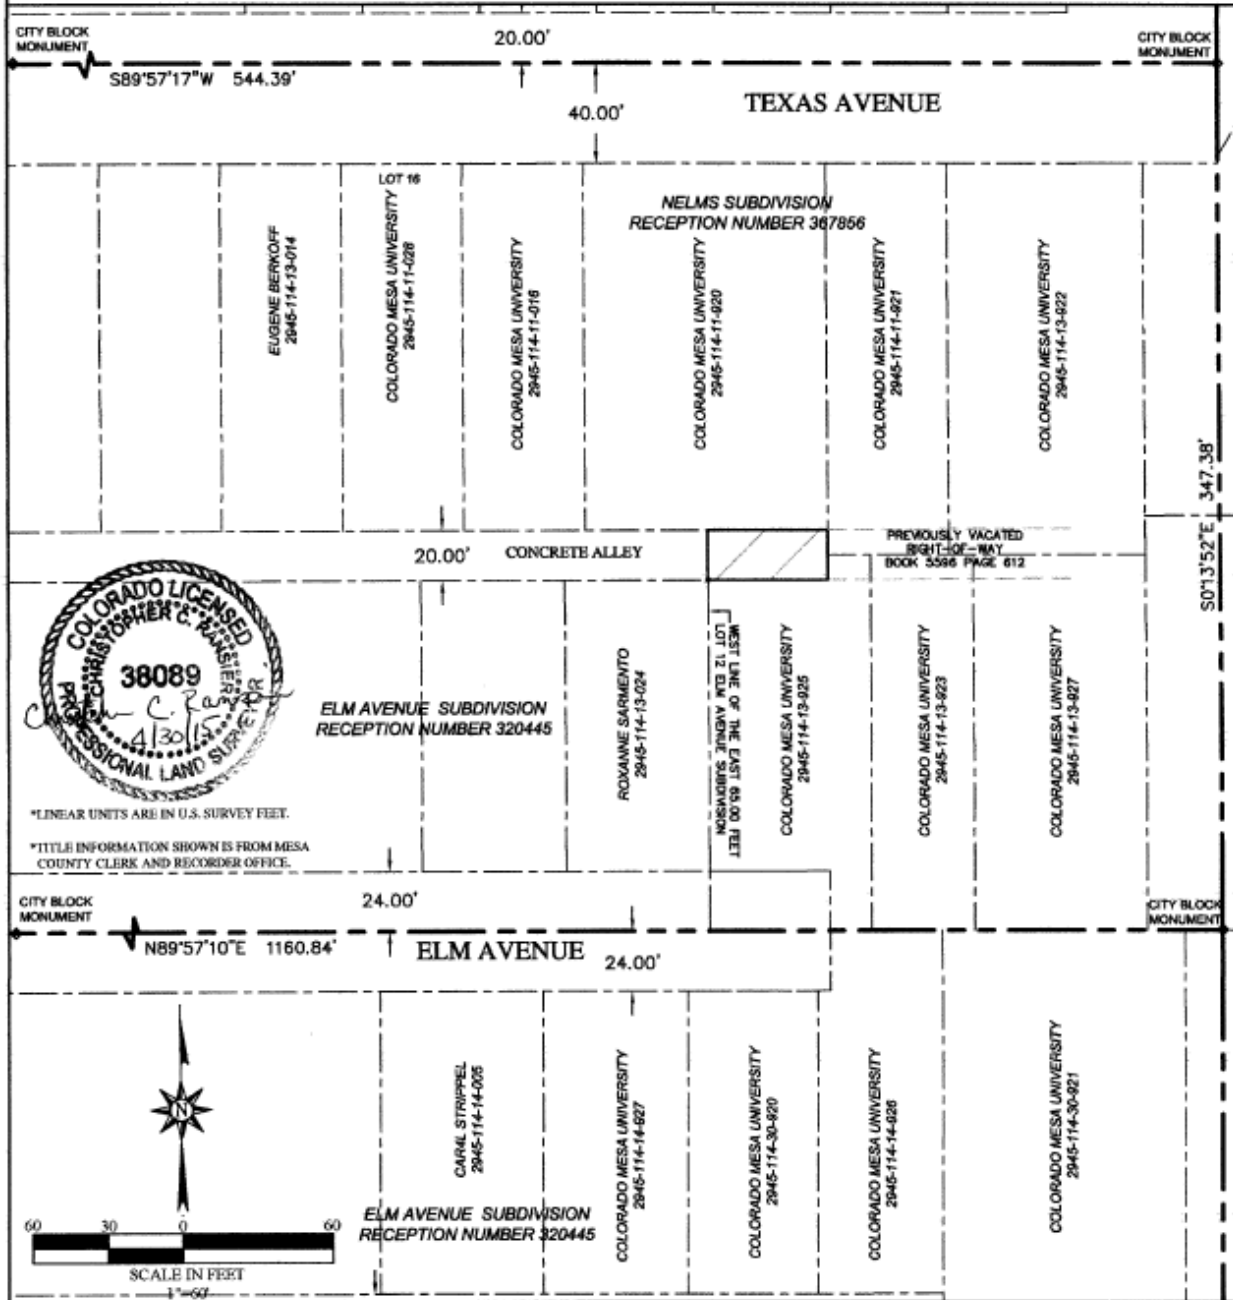 CITY BLOCK
MONUMENT
20.00'
CITY BLOCK
MONUMENT
S89°57'17"W 544.39'
40.00'
TEXAS AVENUE
LOT 16
NELMS SUBDIVISION
RECEPTION NUMBER 367856
EUGENE BERKOFF
2945-114-13-014
COLORADO MESA UNIVERSITY
2945-114-11-028
COLORADO MESA UNIVERSITY
2945-114-11-016
COLORADO MESA UNIVERSITY
2945-114-11-920
COLORADO MESA UNIVERSITY
2945-114-11-921
COLORADO MESA UNIVERSITY
2945-114-13-922
S0°13'52"E 347.38'
20.00'
CONCRETE ALLEY
PREVIOUSLY VACATED
RIGHT-OF-WAY
BOOK 5596 PAGE 612
COLORADO LICENSED
CHRISTOPHER C. RANSIER
38089
4/30/15
PROFESSIONAL LAND SURVEYOR
ELM AVENUE SUBDIVISION
RECEPTION NUMBER 320445
ROXANNE SARMENTO
2945-114-13-024
WEST LINE OF THE EAST 65.00 FEET
LOT 12 ELM AVENUE SUBDIVISION
COLORADO MESA UNIVERSITY
2945-114-13-925
COLORADO MESA UNIVERSITY
2945-114-13-923
COLORADO MESA UNIVERSITY
2945-114-13-927
*LINEAR UNITS ARE IN U.S. SURVEY FEET.
*TITLE INFORMATION SHOWN IS FROM MESA
COUNTY CLERK AND RECORDER OFFICE.
CITY BLOCK
MONUMENT
24.00'
CITY BLOCK
MONUMENT
N89°57'10"E 1160.84'
ELM AVENUE
24.00'
CARAL STRIPPEL
2945-114-14-005
COLORADO MESA UNIVERSITY
2945-114-14-927
COLORADO MESA UNIVERSITY
2945-114-30-920
COLORADO MESA UNIVERSITY
2945-114-14-926
COLORADO MESA UNIVERSITY
2945-114-30-921
N
ELM AVENUE SUBDIVISION
RECEPTION NUMBER 320445
60 30 0 60
SCALE IN FEET
1"=60'